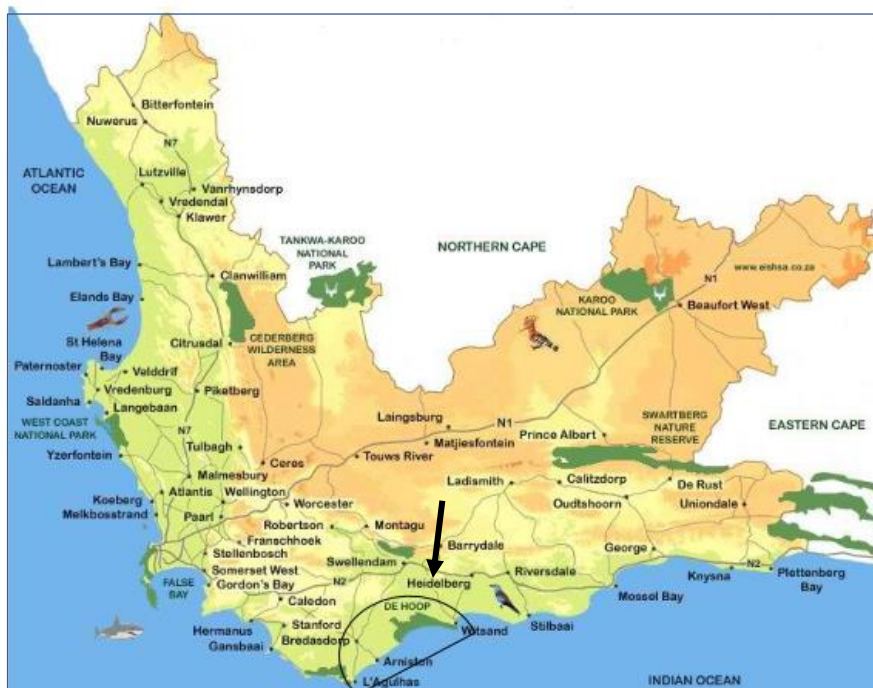 Bitterfontein
Nuwerus
N7
ATLANTIC
OCEAN
Lutzville
Vanrhynsdorp
Vredendal
Klawer
TANKWA-KAROO
NATIONAL
PARK
NORTHERN CAPE
Lambert's Bay
Clanwilliam
www.eishsa.co.za
N1
Elands Bay
KAROO
NATIONAL PARK
Beaufort West
St Helena
Bay
Citrusdal
CEDERBERG
WILDERNESS
AREA
Paternoster
Velddrif
Vredenburg
Piketberg
Saldanha
Langebaan
WEST COAST
NATIONAL PARK
N7
Laingsburg
N1
SWARTBERG
NATURE
RESERVE
EASTERN CAPE
Tulbagh
Matjiesfontein
Prince Albert
Yzerfontein
Ceres
Touws River
Malmesbury
Ladismith
Calitzdorp
De Rust
Koeberg
Atlantis
Wellington
Oudtshoorn
Uniondale
Melkbosstrand
Paarl
Worcester
Robertson
Montagu
Franschhoek
Stellenbosch
Barrydale
George
Swellendam
Somerset West
Riversdale
N2
FALSE
BAY
Gordon's Bay
N2
Heidelberg
Knysna
Plettenberg
Bay
Mossel Bay
Caledon
DE HOOP
Stanford
Witsand
Stilbaai
Hermanus
Gansbaai
Bredasdorp
Arniston
L'Agulhas
INDIAN OCEAN